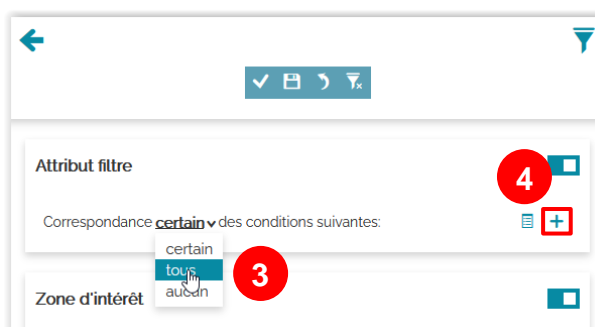 Attribut filtre
4
Correspondance certain des conditions suivantes:
certain
tous
3
aucun
Zone d'intérêt